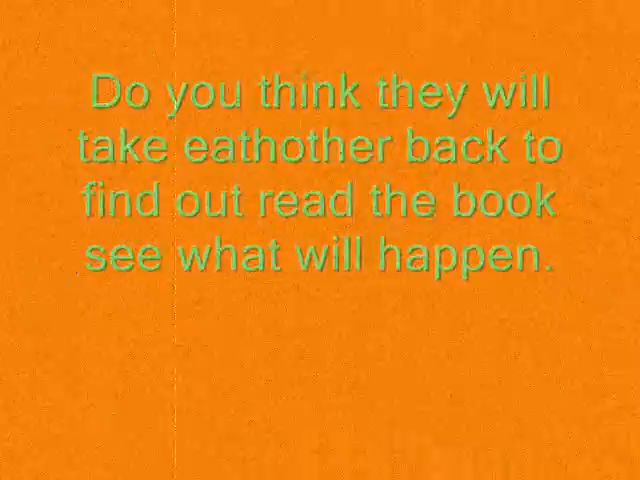 Do you think they will
take eathother back to
find out read the book
see what will happen.